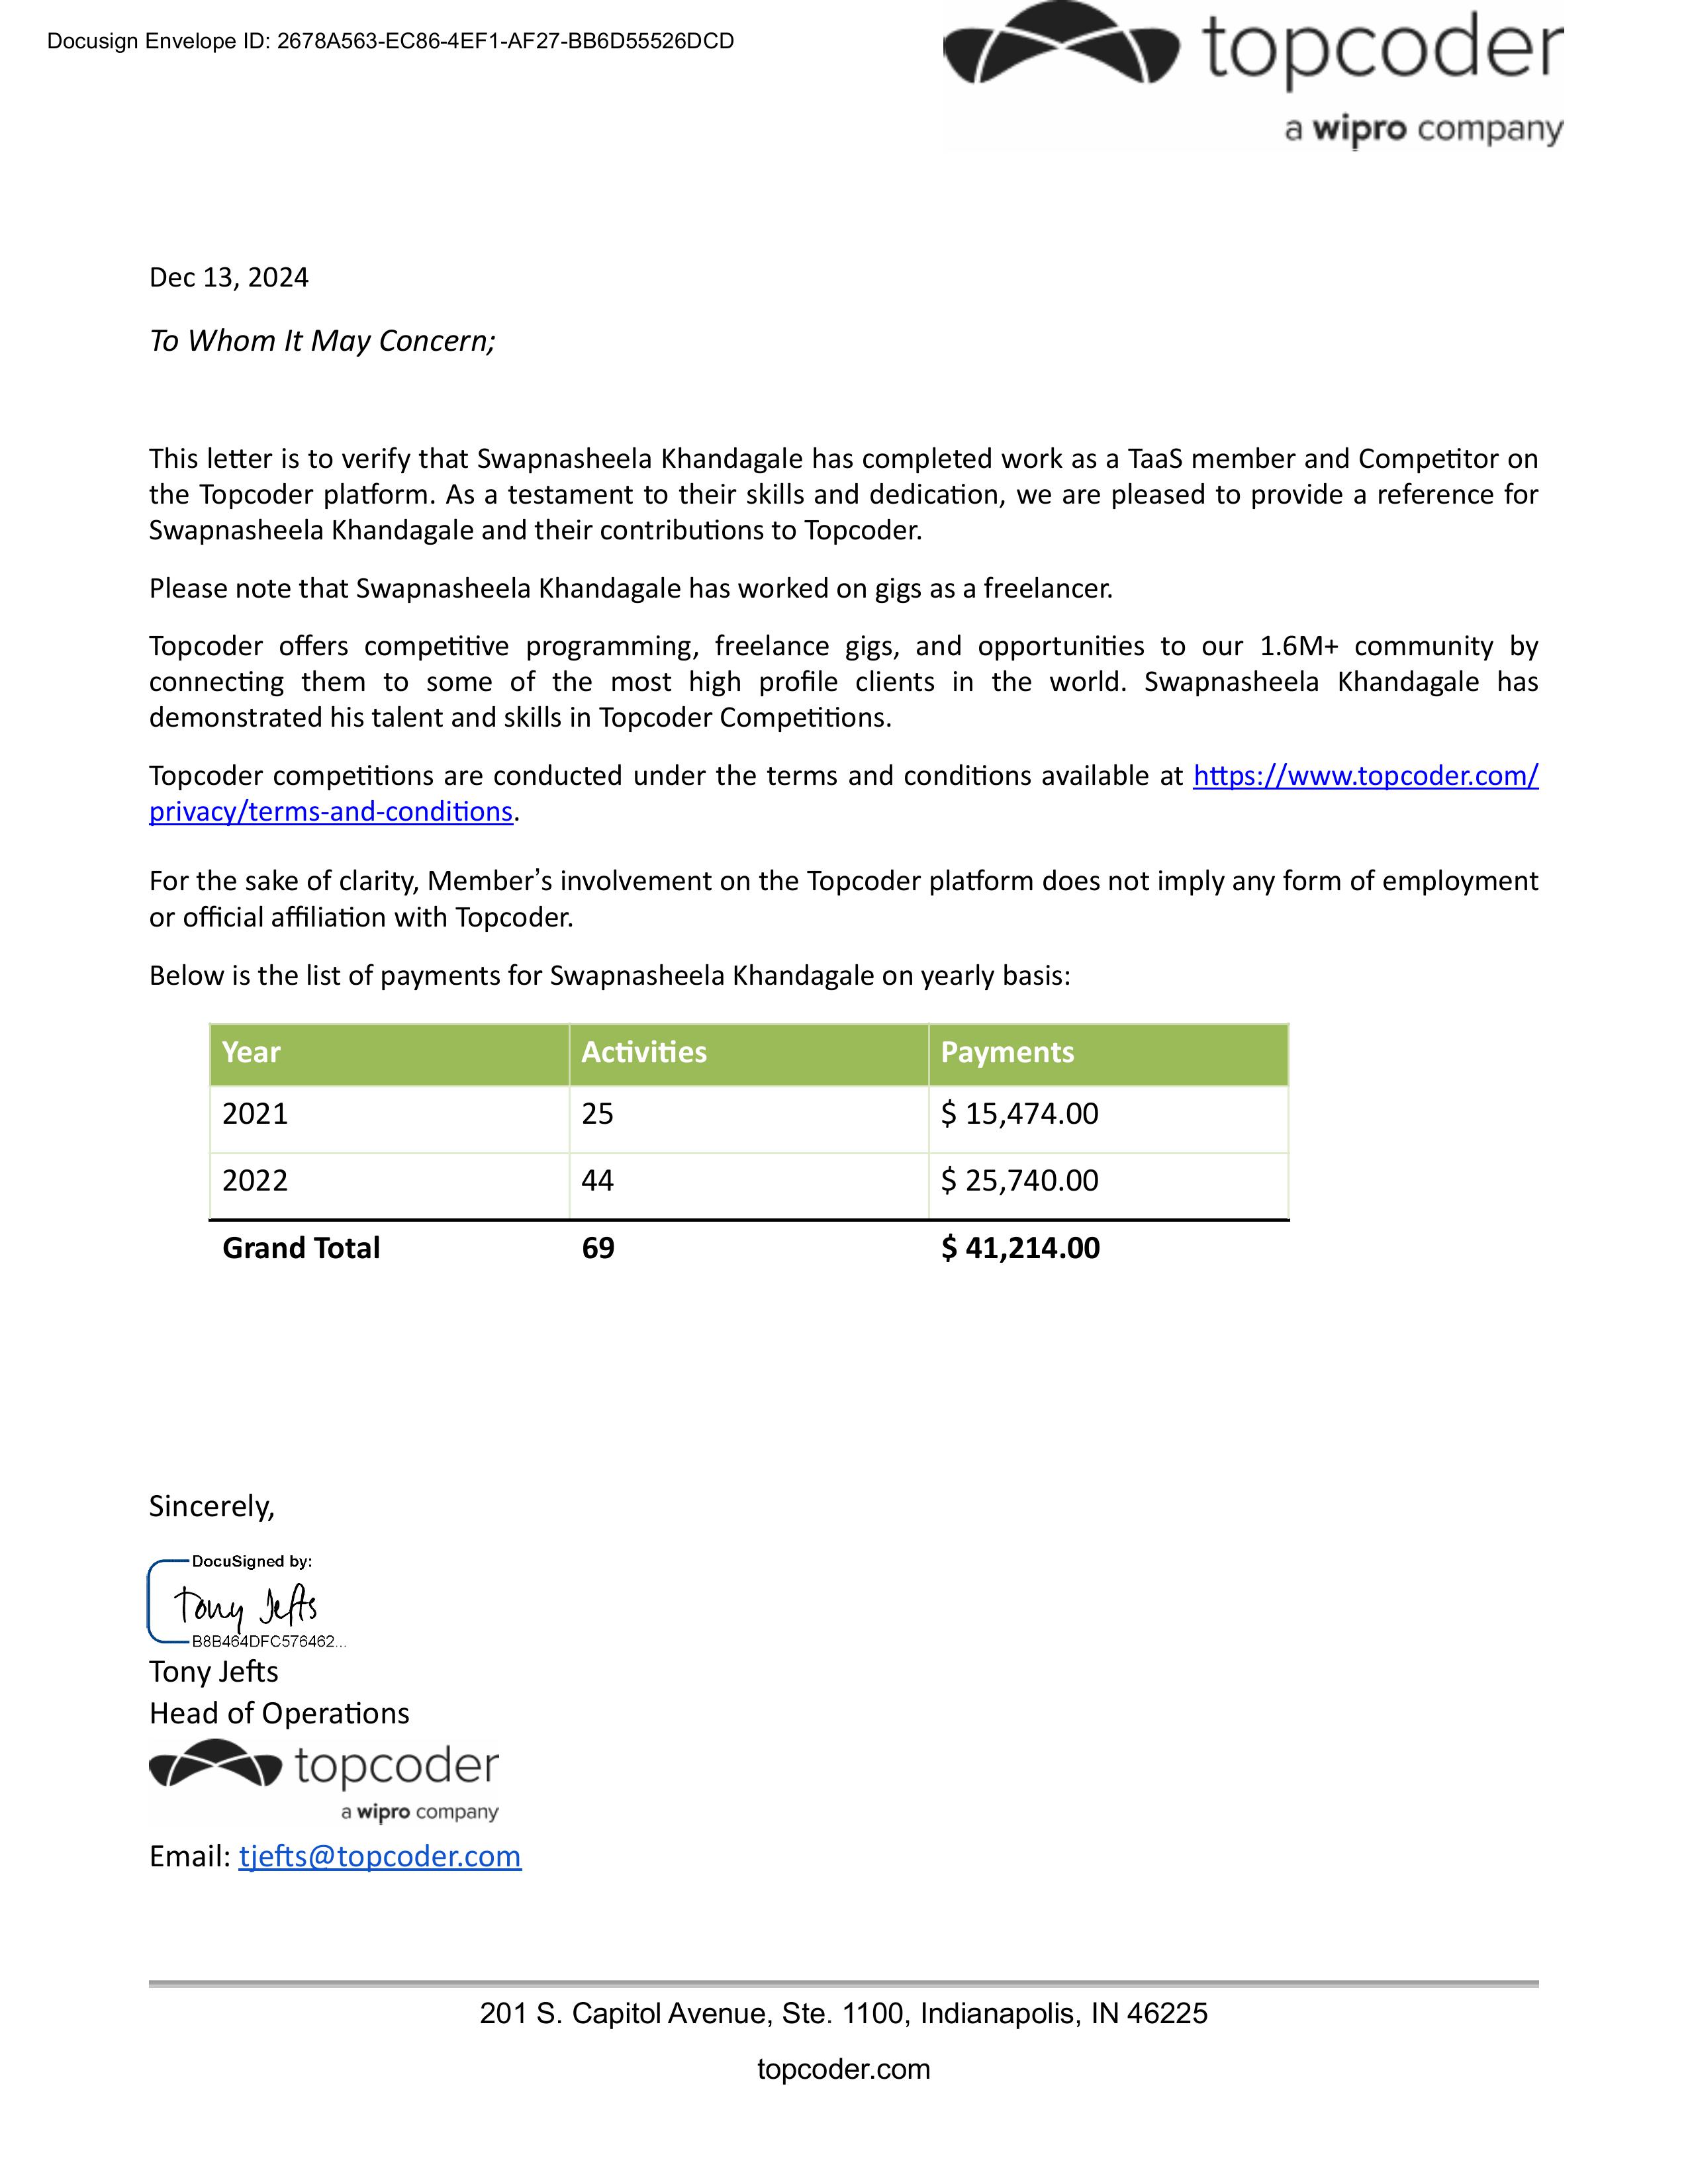 Docusign Envelope ID: 2678A563-EC86-4EF1-AF27-BB6D55526DCD
topcoder
a wipro company
Dec 13, 2024
To Whom It May Concern;
This letter is to verify that Swapnasheela Khandagale has completed work as a TaaS member and Competitor on
the Topcoder platform. As a testament to their skills and dedication, we are pleased to provide a reference for
Swapnasheela Khandagale and their contributions to Topcoder.
Please note that Swapnasheela Khandagale has worked on gigs as a freelancer.
Topcoder offers competitive programming, freelance gigs, and opportunities to our 1.6M+ community by
connecting them to some of the most high profile clients in the world. Swapnasheela Khandagale has
demonstrated his talent and skills in Topcoder Competitions.
Topcoder competitions are conducted under the terms and conditions available at https://www.topcoder.com/
privacy/terms-and-conditions.
For the sake of clarity, Member’s involvement on the Topcoder platform does not imply any form of employment
or official affiliation with Topcoder.
Below is the list of payments for Swapnasheela Khandagale on yearly basis:
Year Activities Payments
2021 25 $ 15,474.00
2022 44 $ 25,740.00
Grand Total 69 $ 41,214.00
Sincerely,
DocuSigned by:
Tony Jefts
B8B464DFC576462...
Tony Jefts
Head of Operations
topcoder
a wipro company
Email: tjefts@topcoder.com
201 S. Capitol Avenue, Ste. 1100, Indianapolis, IN 46225
topcoder.com